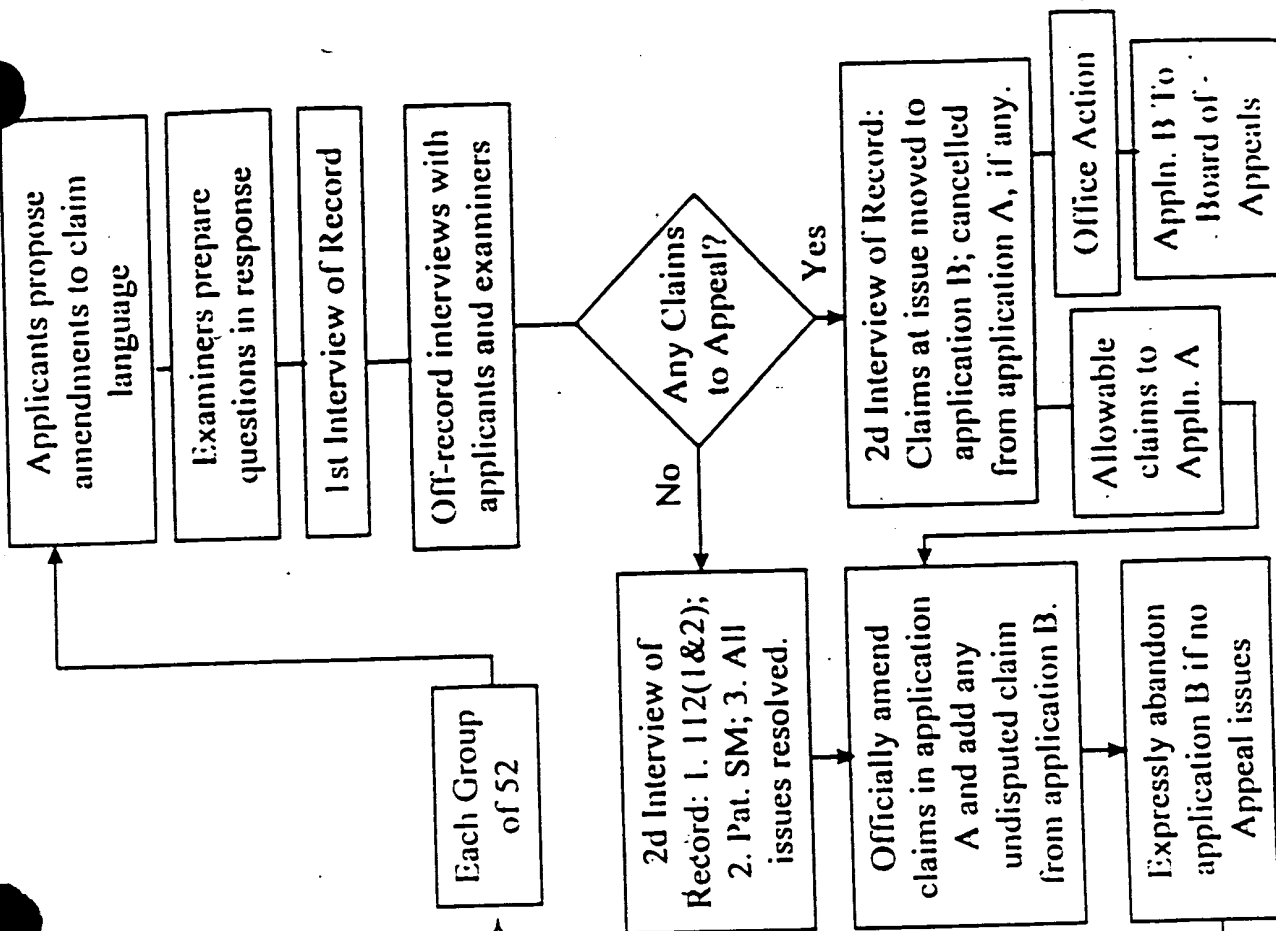 Applicants propose
amendments to claim
language
Examiners prepare
questions in response
1st Interview of Record
Off-record interviews with
applicants and examiners
Each Group
of 52
Any Claims
to Appeal?
No
Yes
2d Interview of
Record: 1. 112(1&2);
2. Pat. SM; 3. All
issues resolved.
2d Interview of Record:
Claims at issue moved to
application B; cancelled
from application A, if any.
Officially amend
claims in application
A and add any
undisputed claim
from application B.
Allowable
claims to
Appln. A
Office Action
Appln. B To
Board of
Appeals
Expressly abandon
application B if no
Appeal issues